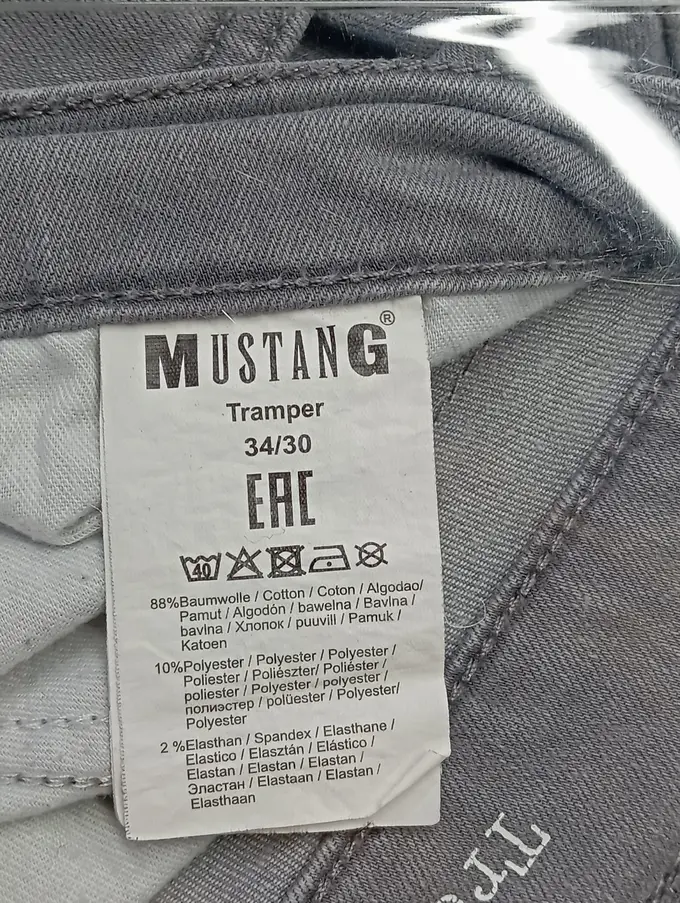 MUSTANG®
Tramper
34/30
EAC
40
88%Baumwolle / Cotton / Coton / Algodao/
Pamut / Algodón / bawelna / Bavlna /
bavlna / Хлопок / puuvill / Pamuk /
Katoen
10%Polyester / Polyester / Polyester /
Poliester / Poliészter/ Poliéster /
poliester / Polyester / polyester /
полиэстер / polüester / Polyester/
Polyester
2 %Elasthan / Spandex / Elasthane /
Elastico / Elasztán / Elástico /
Elastan / Elastan / Elastan /
Эластан / Elastaan / Elastan /
Elasthaan